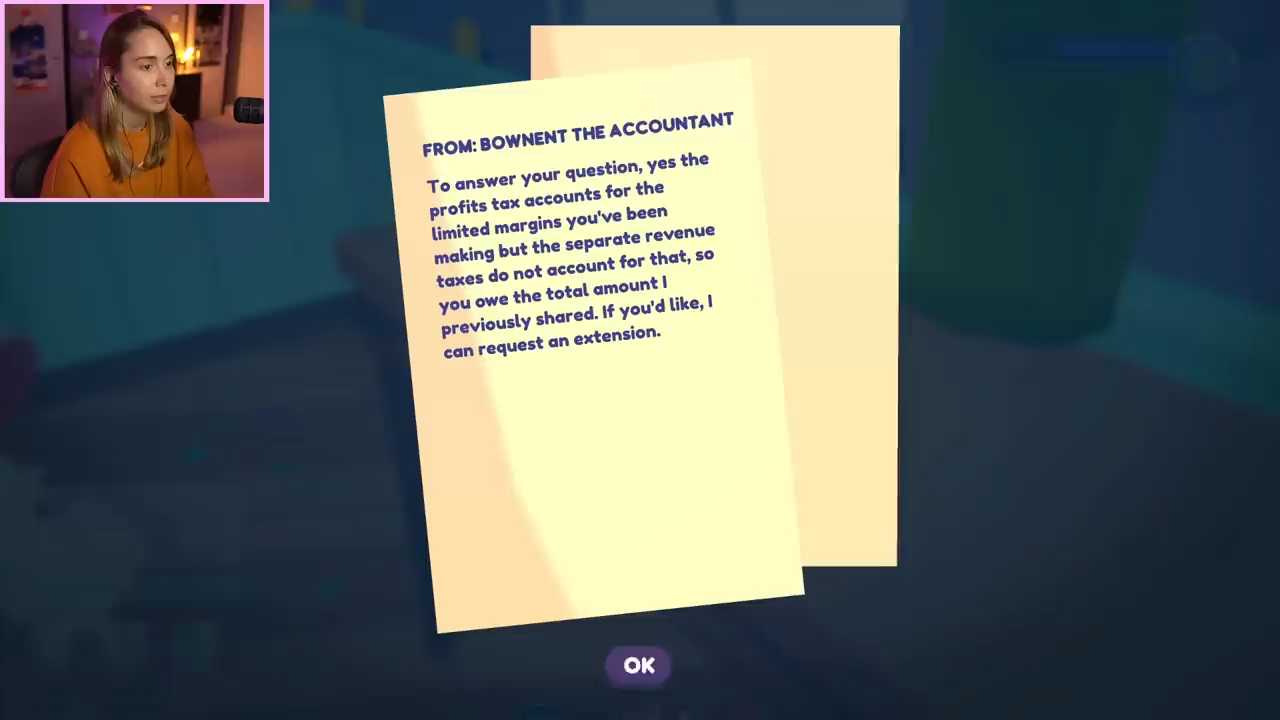 FROM: BOWNENT THE ACCOUNTANT
To answer your question, yes the
profits tax accounts for the
limited margins you've been
making but the separate revenue
taxes do not account for that, so
you owe the total amount I
previously shared. If you'd like, I
can request an extension.
OK